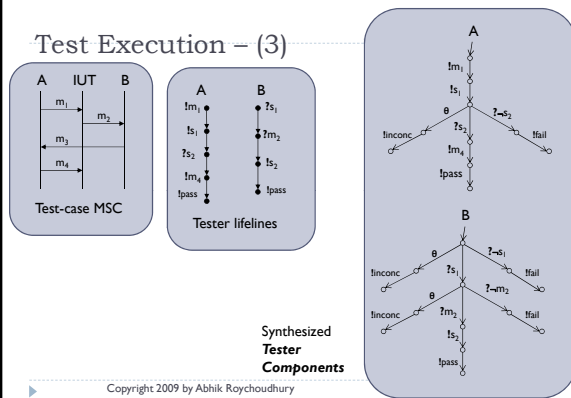 Test Execution – (3)
A IUT B
m1
m2
m3
m4
Test-case MSC
A B
!m1 ?s1
!s1 ?m2
?s2 !s2
!m4 !pass
!pass
Tester lifelines
A
!m1
!s1
θ ?¬s2
?s2
!inconc !fail
!m4
!pass
B
θ ?¬s1
?s1
!inconc !fail
θ ?¬m2
!inconc ?m2 !fail
!s2
!pass
Synthesized
Tester
Components
Copyright 2009 by Abhik Roychoudhury